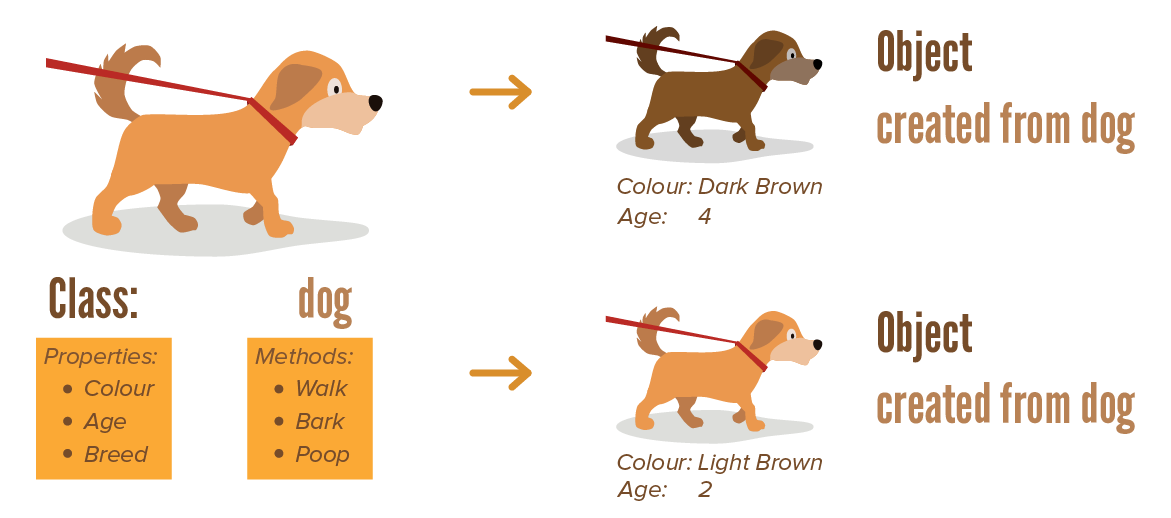 Class: dog
Properties:
• Colour
• Age
• Breed
Methods:
• Walk
• Bark
• Poop
Object
created from dog
Colour: Dark Brown
Age: 4
Object
created from dog
Colour: Light Brown
Age: 2